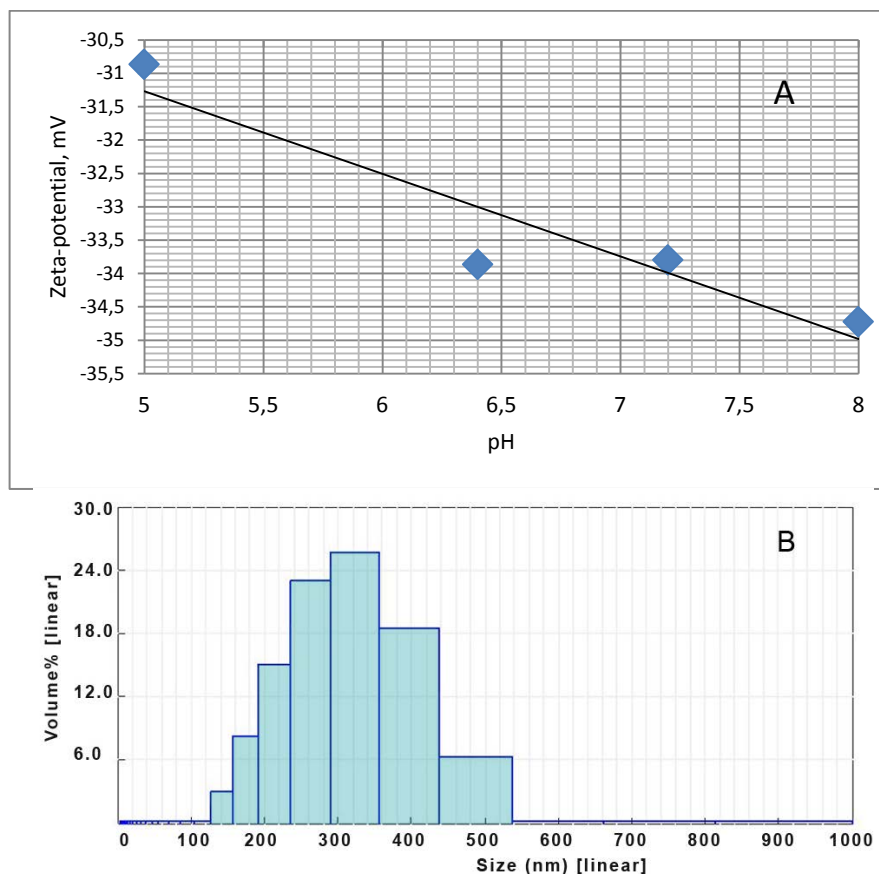 A
Zeta-potential, mV
-30,5
-31
-31,5
-32
-32,5
-33
-33,5
-34
-34,5
-35
-35,5
5 5,5 6 6,5 7 7,5 8
pH
B
Volume% [linear]
30.0
24.0
18.0
12.0
6.0
0 100 200 300 400 500 600 700 800 900 1000
Size (nm) [linear]